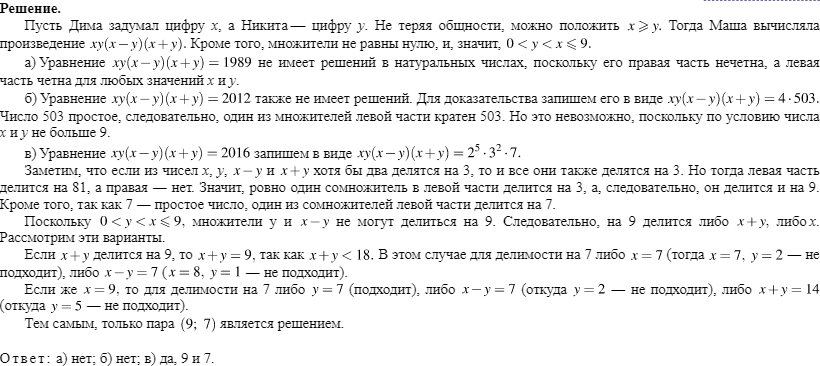 Решение.
Пусть Дима задумал цифру x, а Никита — цифру y. Не теряя общности, можно положить x ⩾ y. Тогда Маша вычисляла
произведение xy(x − y)(x + y). Кроме того, множители не равны нулю, и, значит, 0 < y < x ⩽ 9.
а) Уравнение xy(x − y)(x + y) = 1989 не имеет решений в натуральных числах, поскольку его правая часть нечетна, а левая
часть четна для любых значений x и y.
б) Уравнение xy(x − y)(x + y) = 2012 также не имеет решений. Для доказательства запишем его в виде xy(x − y)(x + y) = 4 · 503.
Число 503 простое, следовательно, один из множителей левой части кратен 503. Но это невозможно, поскольку по условию числа
x и y не больше 9.
в) Уравнение xy(x − y)(x + y) = 2016 запишем в виде xy(x − y)(x + y) = 2⁵ · 3² · 7.
Заметим, что если из чисел x, y, x − y и x + y хотя бы два делятся на 3, то и все они также делятся на 3. Но тогда левая часть
делится на 81, а правая — нет. Значит, ровно один сомножитель в левой части делится на 3, а, следовательно, он делится и на 9.
Кроме того, так как 7 — простое число, один из сомножителей левой части делится на 7.
Поскольку 0 < y < x ⩽ 9, множители y и x − y не могут делиться на 9. Следовательно, на 9 делится либо x + y, либо x.
Рассмотрим эти варианты.
Если x + y делится на 9, то x + y = 9, так как x + y < 18. В этом случае для делимости на 7 либо x = 7 (тогда x = 7, y = 2 — не
подходит), либо x − y = 7 (x = 8, y = 1 — не подходит).
Если же x = 9, то для делимости на 7 либо y = 7 (подходит), либо x − y = 7 (откуда y = 2 — не подходит), либо x + y = 14
(откуда y = 5 — не подходит).
Тем самым, только пара (9; 7) является решением.
Ответ: а) нет; б) нет; в) да, 9 и 7.